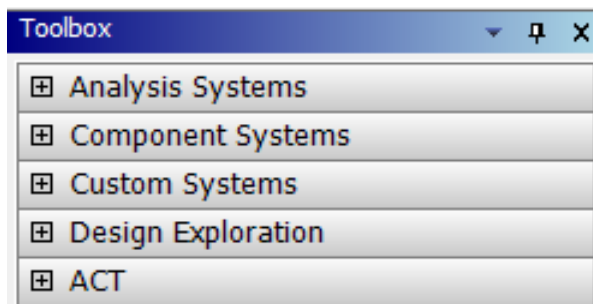 Toolbox
Analysis Systems
Component Systems
Custom Systems
Design Exploration
ACT